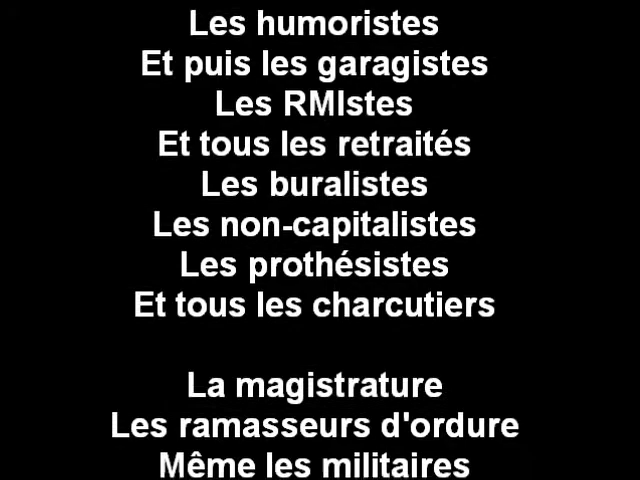 Les humoristes
Et puis les garagistes
Les RMIstes
Et tous les retraités
Les buralistes
Les non-capitalistes
Les prothésistes
Et tous les charcutiers
La magistrature
Les ramasseurs d'ordure
Même les militaires